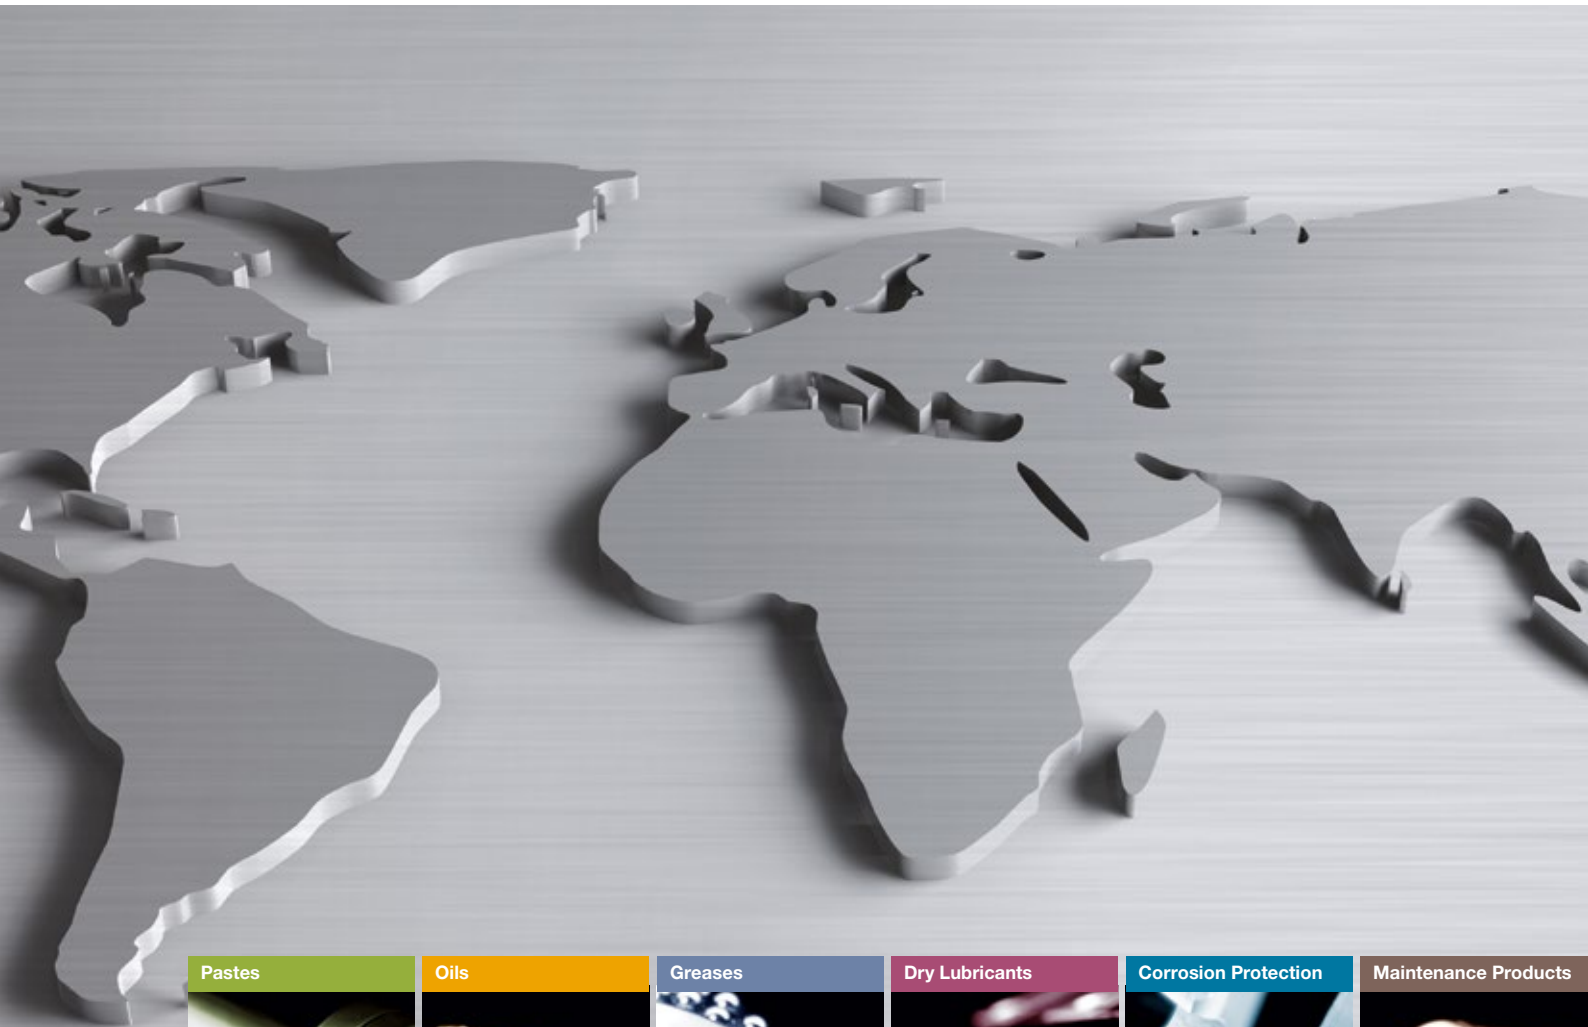 Pastes
Oils
Greases
Dry Lubricants
Corrosion Protection
Maintenance Products